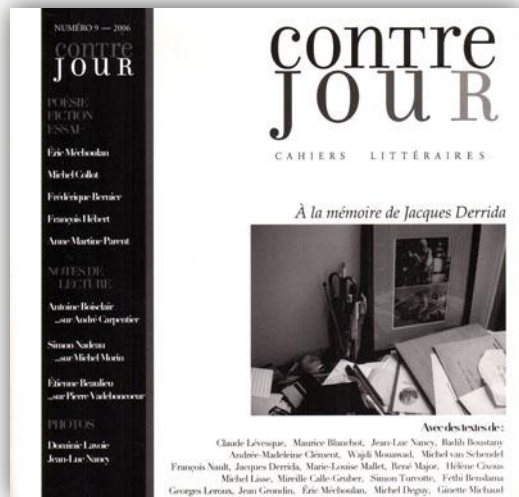 NUMÉRO 9 — 2006
contre
JOUR
POÉSIE
FICTION
ESSAI
Éric Méchoulan
Michel Collot
Frédérique Bernier
François Hébert
Anne Martine Parent
NOTES DE
LECTURE
Antoine Boisclair
...sur André Carpentier
Simon Nadeau
...sur Michel Morin
Étienne Beaulieu
...sur Pierre Vadeboncoeur
PHOTOS
Dominic Lavoie
Jean-Luc Nancy
contre
JOUR
CAHIERS LITTÉRAIRES
À la mémoire de Jacques Derrida
Avec des textes de :
Claude Lévesque, Maurice Blanchot, Jean-Luc Nancy, Badih Boustany
Andrée-Madeleine Clément, Wajdi Mouawad, Michel van Schendel
François Nault, Jacques Derrida, Marie-Louise Mallet, René Major, Hélène Cixous
Michel Lisse, Mireille Calle-Gruber, Simon Turcotte, Fethi Benslama
Georges Leroux, Jean Grondin, Éric Méchoulan, Michel Deguy, Ginette Michaud